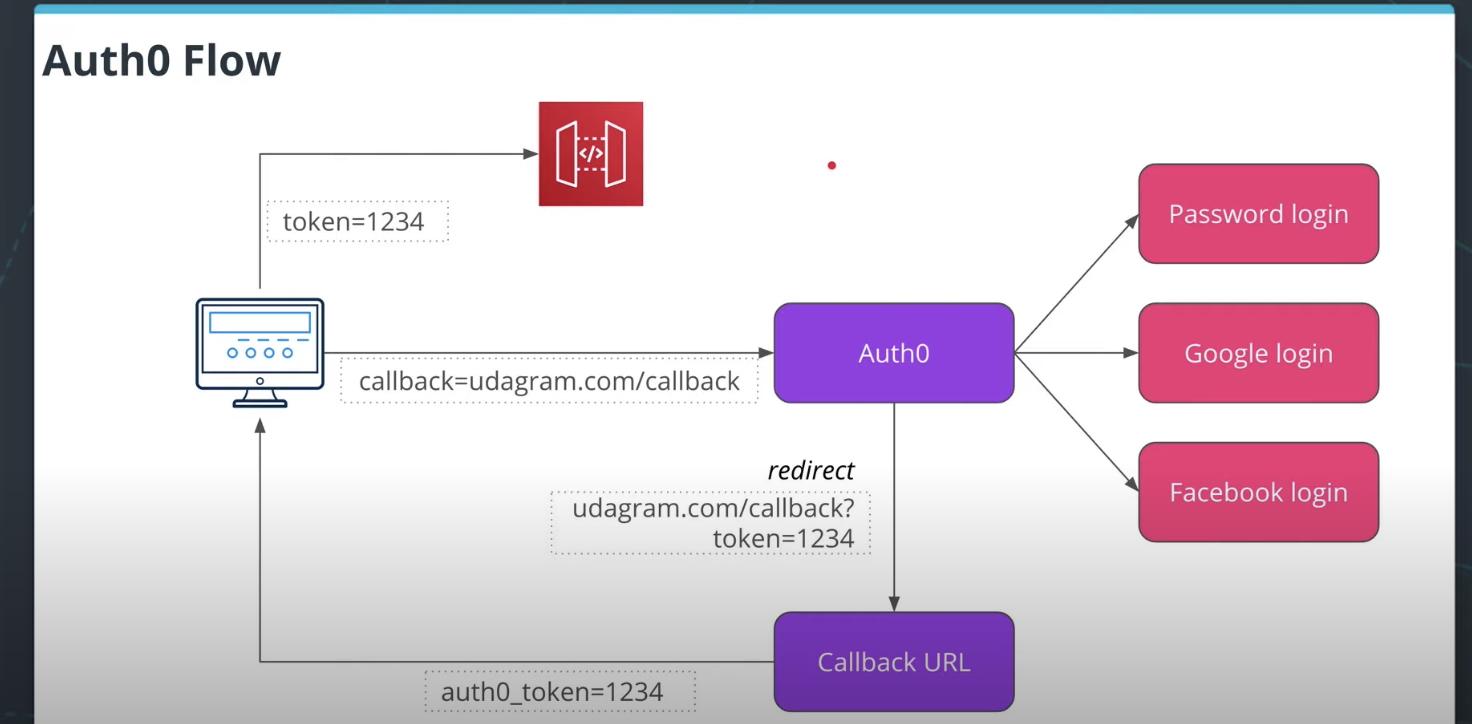 Auth0 Flow
</>
token=1234
Password login
Auth0
Google login
callback=udagram.com/callback
redirect
udagram.com/callback?
token=1234
Facebook login
Callback URL
auth0_token=1234